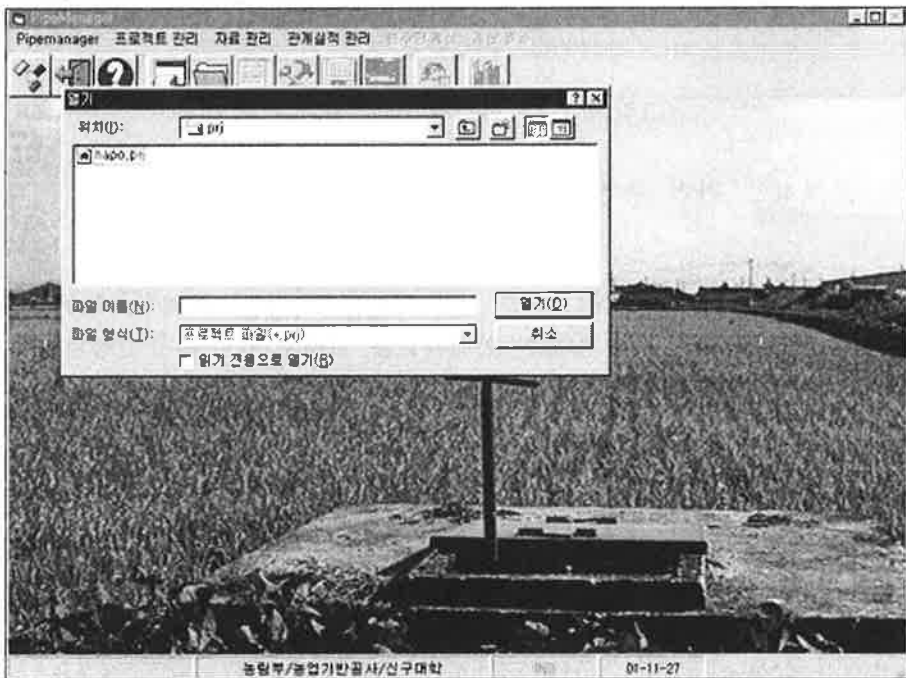 PipeManager
Pipemanager 프로젝트 관리 자료 관리 관개실적 관리
열기
위치(I): prj
napo.prj
파일 이름(N):
열기(O)
파일 형식(T): 프로젝트 파일(*.prj)
취소
읽기 전용으로 열기(R)
농림부/농업기반공사/신구대학
01-11-27